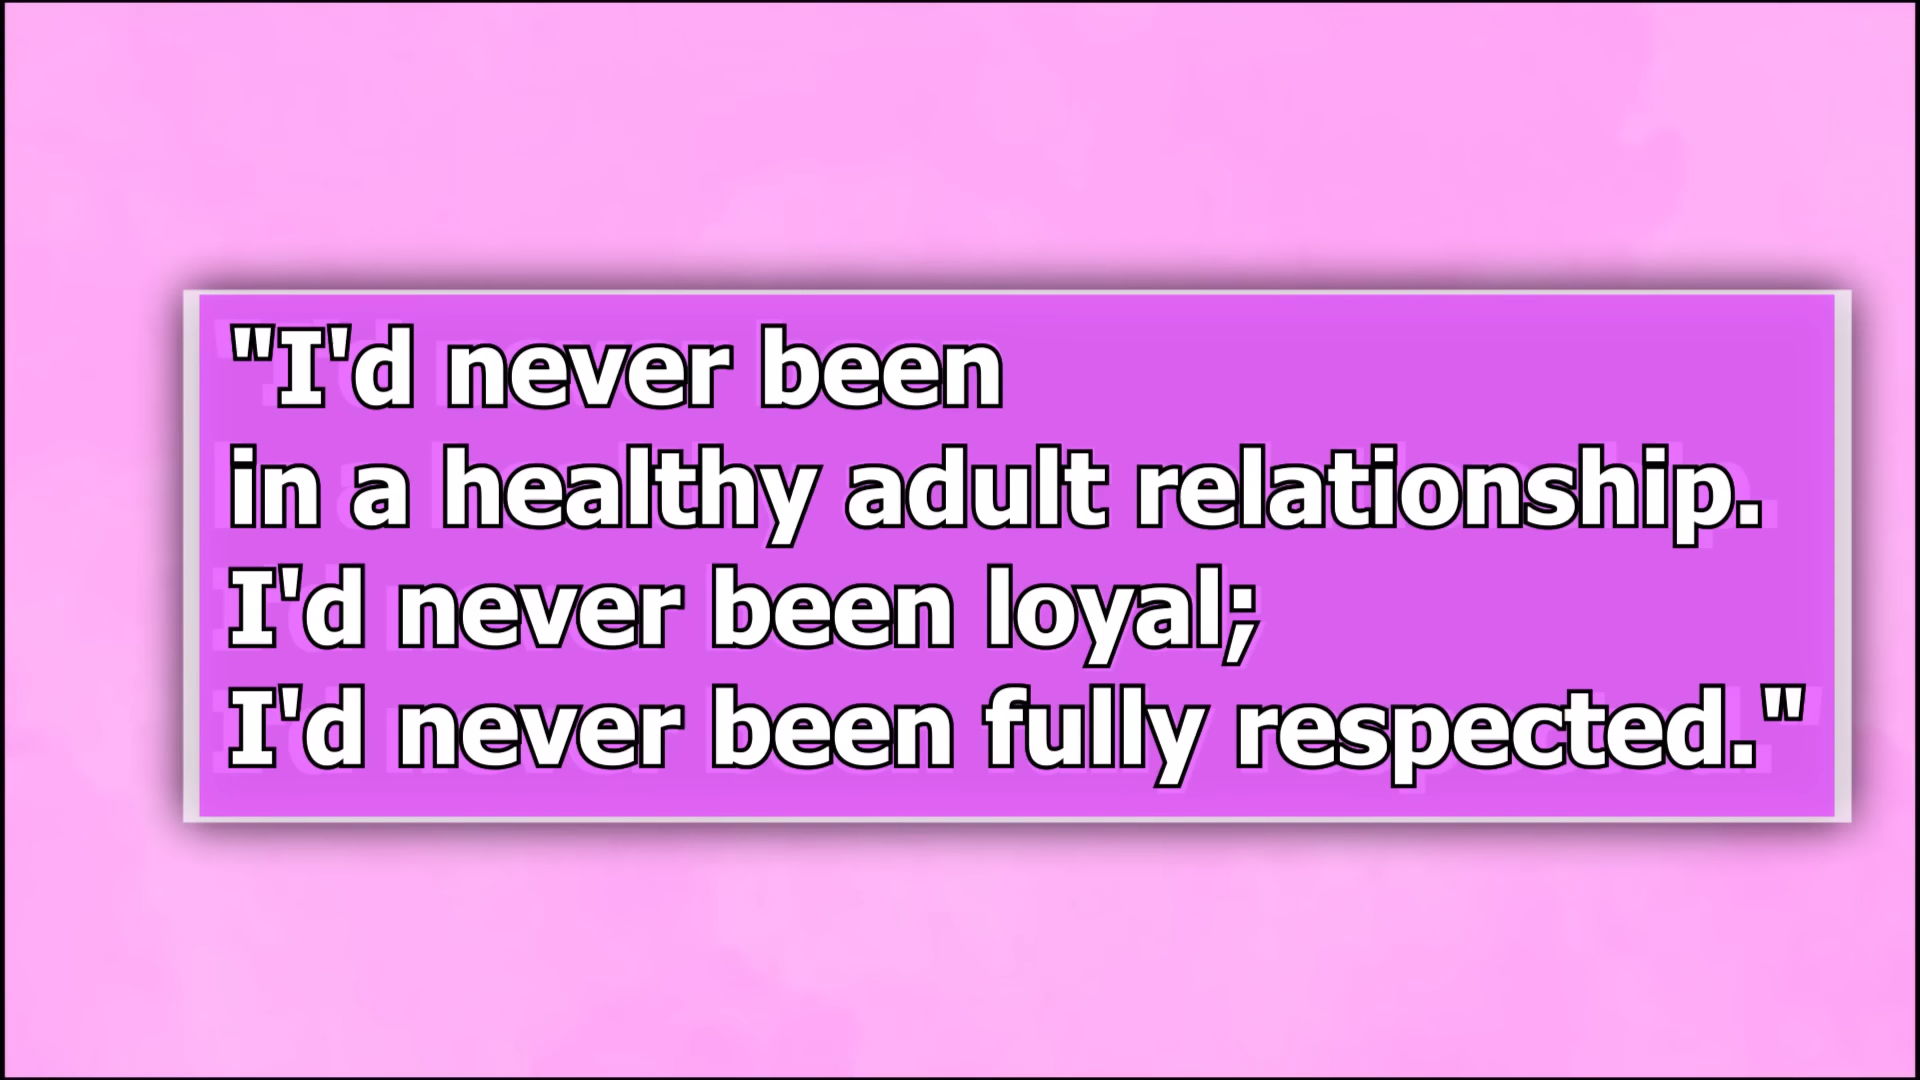 "I'd never been
in a healthy adult relationship.
I'd never been loyal;
I'd never been fully respected."